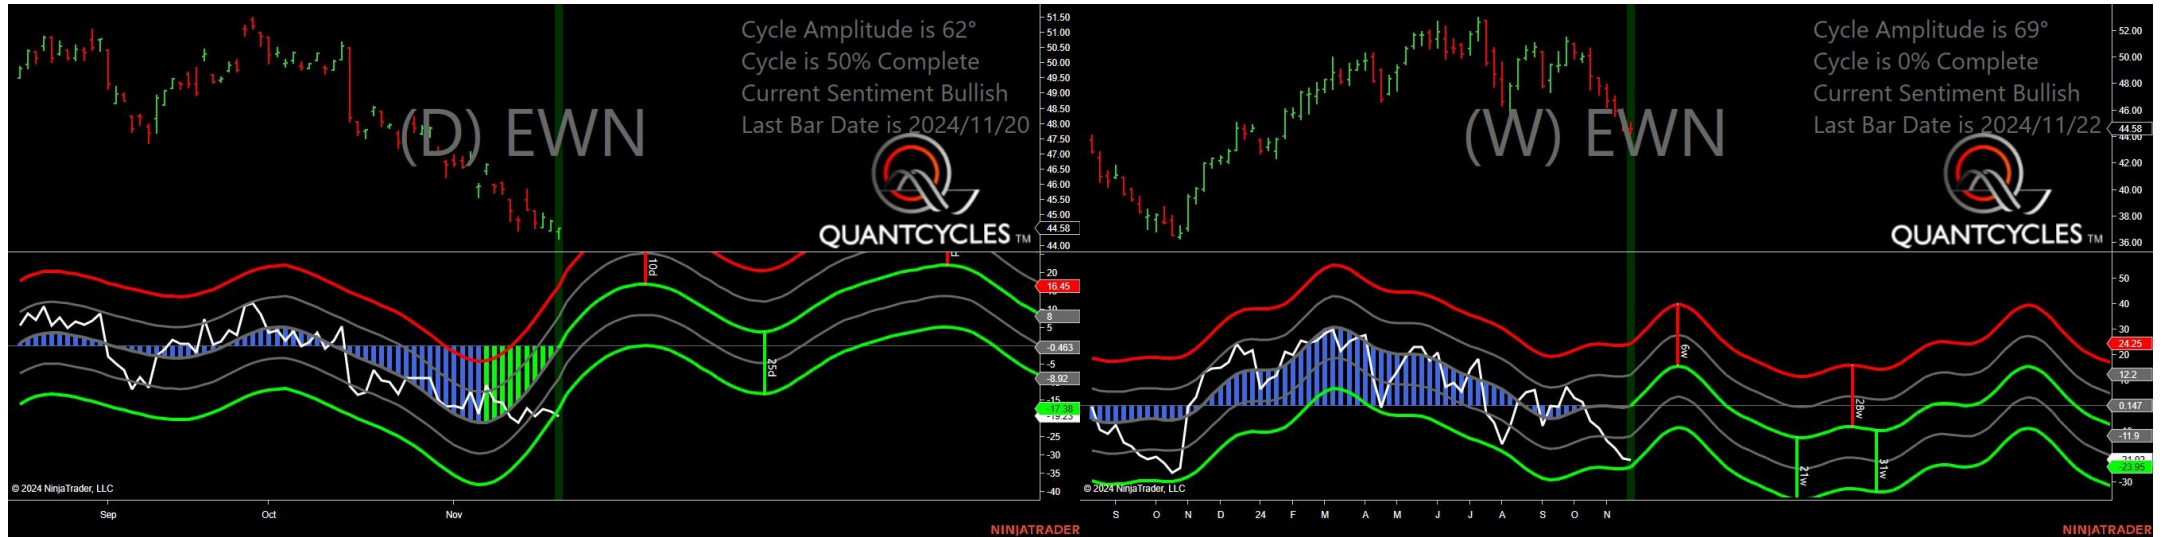 Cycle Amplitude is 62°
Cycle is 50% Complete
Current Sentiment Bullish
Last Bar Date is 2024/11/20
(D) EWN
QUANTCYCLES TM
51.50
51.00
50.50
50.00
49.50
49.00
48.50
48.00
47.50
47.00
46.50
46.00
45.50
45.00
44.58
44.00
10d
25d
20
16.45
10
8
5
-0.463
-5
-8.92
-15
-17.38
-19.23
-25
-30
-35
-40
© 2024 NinjaTrader, LLC
Sep Oct Nov
NINJATRADER
Cycle Amplitude is 69°
Cycle is 0% Complete
Current Sentiment Bullish
Last Bar Date is 2024/11/22
(W) EWN
QUANTCYCLES TM
52.00
50.00
48.00
46.00
44.58
44.00
42.00
40.00
38.00
36.00
6w
28w
21w
31w
50
40
30
24.25
20
12.2
0.147
-11.9
-23.95
-30
© 2024 NinjaTrader, LLC
S O N D 24 F M A M J J A S O N
NINJATRADER